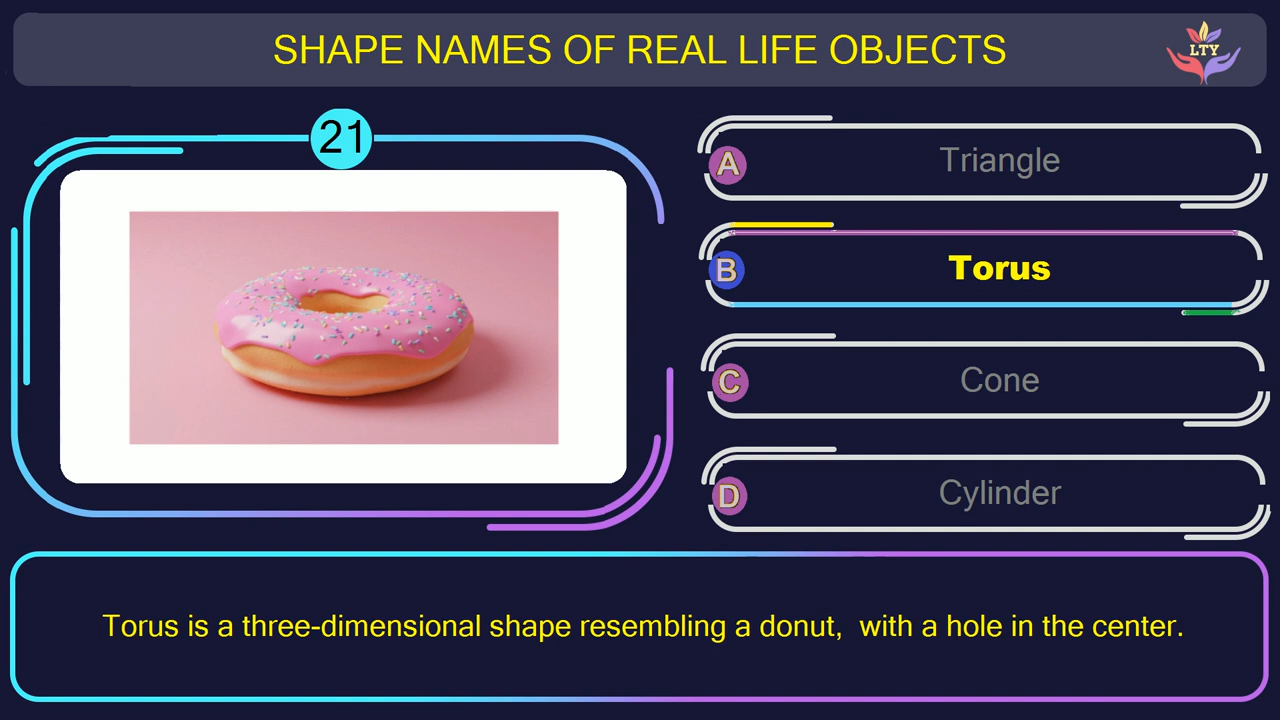 SHAPE NAMES OF REAL LIFE OBJECTS
LTY
21
A Triangle
B Torus
C Cone
D Cylinder
Torus is a three-dimensional shape resembling a donut, with a hole in the center.